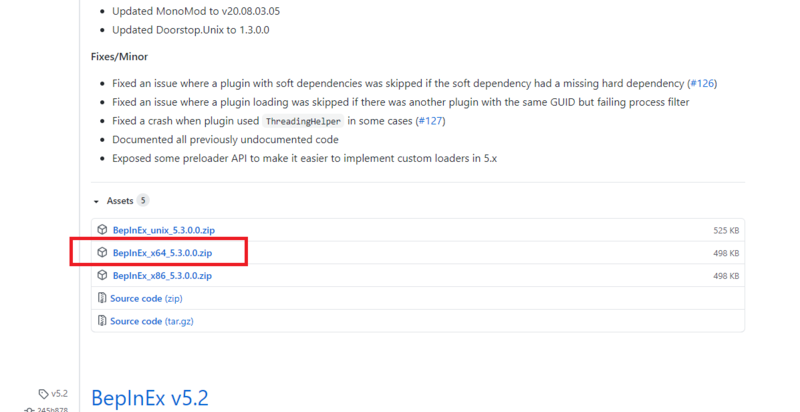 Updated MonoMod to v20.08.03.05
Updated Doorstop.Unix to 1.3.0.0
Fixes/Minor
Fixed an issue where a plugin with soft dependencies was skipped if the soft dependency had a missing hard dependency (#126)
Fixed an issue where a plugin loading was skipped if there was another plugin with the same GUID but failing process filter
Fixed a crash when plugin used ThreadingHelper in some cases (#127)
Documented all previously undocumented code
Exposed some preloader API to make it easier to implement custom loaders in 5.x
Assets 5
BepInEx_unix_5.3.0.0.zip 525 KB
BepInEx_x64_5.3.0.0.zip 498 KB
BepInEx_x86_5.3.0.0.zip 498 KB
Source code (zip)
Source code (tar.gz)
v5.2
BepInEx v5.2